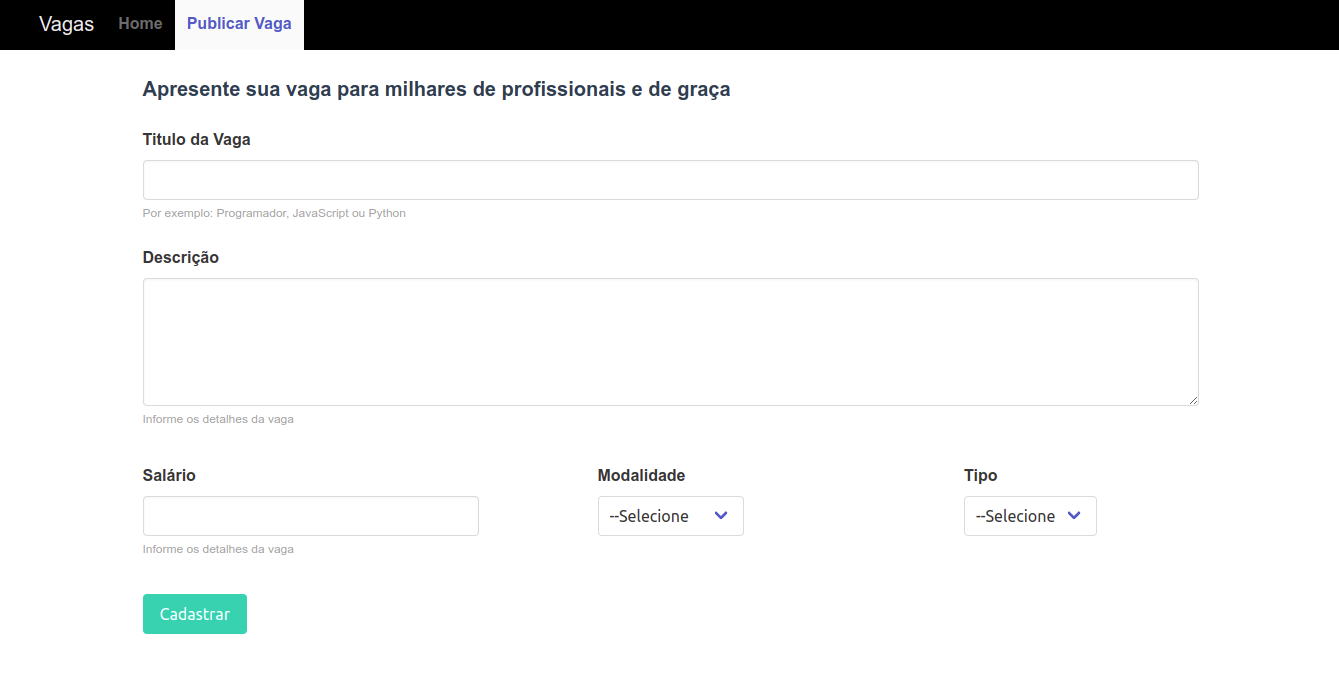 Vagas Home Publicar Vaga
Apresente sua vaga para milhares de profissionais e de graça
Titulo da Vaga
Por exemplo: Programador, JavaScript ou Python
Descrição
Informe os detalhes da vaga
Salário Modalidade Tipo
--Selecione --Selecione
Informe os detalhes da vaga
Cadastrar